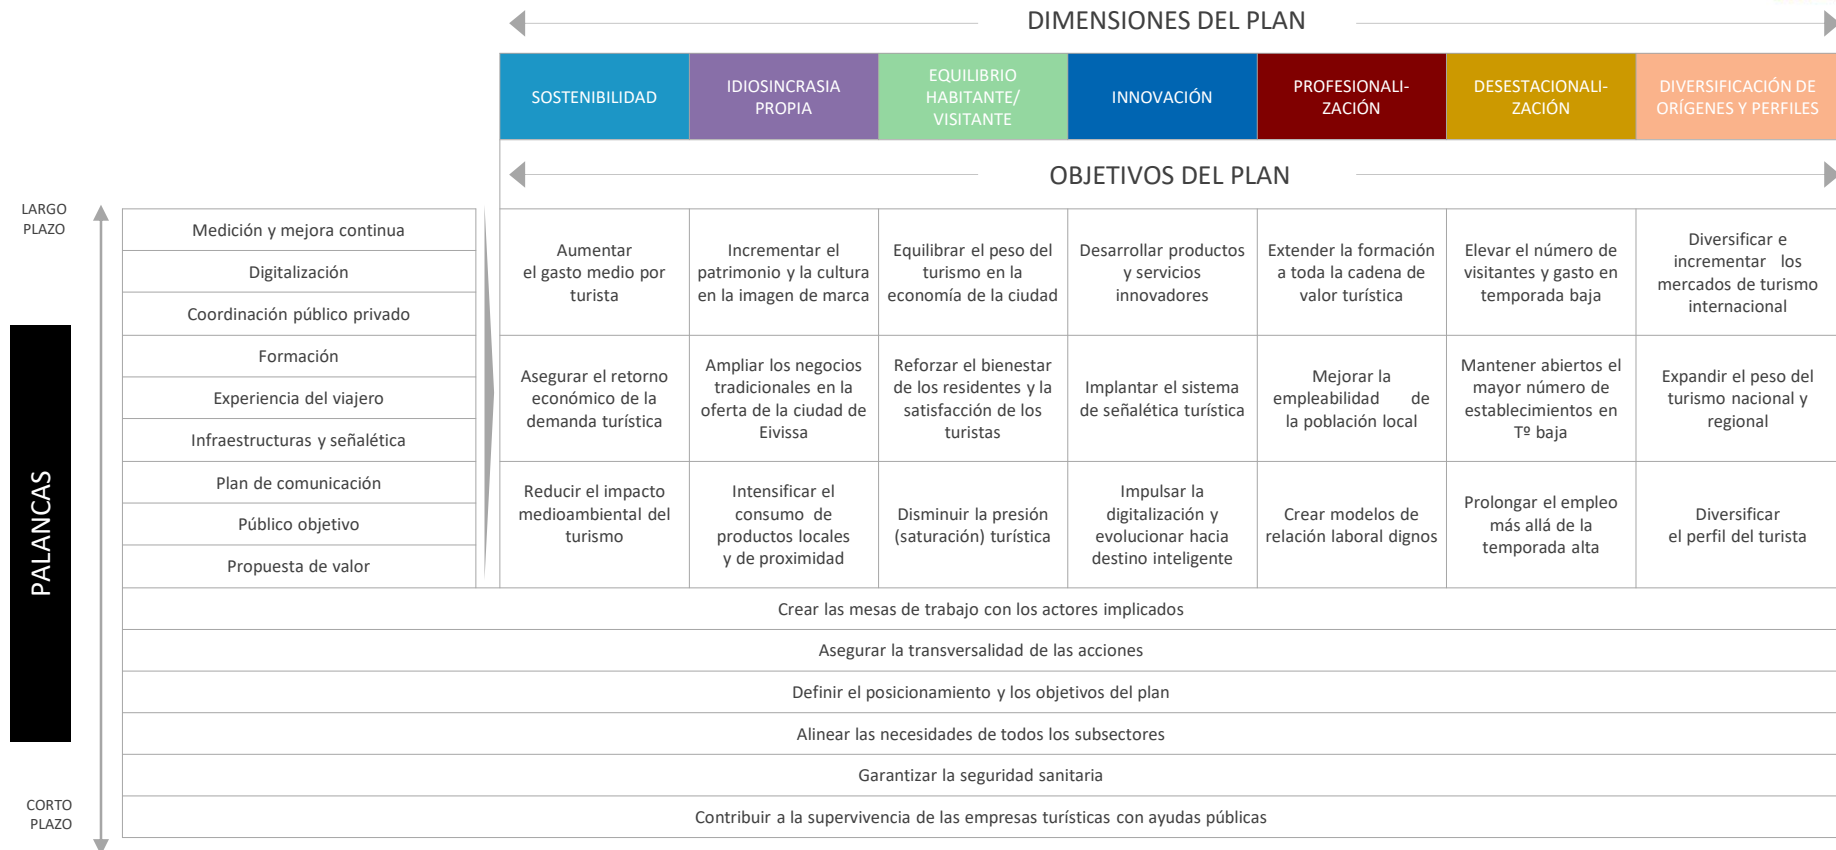 DIMENSIONES DEL PLAN
SOSTENIBILIDAD
IDIOSINCRASIA
PROPIA
EQUILIBRIO
HABITANTE/
VISITANTE
INNOVACIÓN
PROFESIONALI-
ZACIÓN
DESESTACIONALI-
ZACIÓN
DIVERSIFICACIÓN DE
ORÍGENES Y PERFILES
OBJETIVOS DEL PLAN
LARGO
PLAZO
PALANCAS
CORTO
PLAZO
Medición y mejora continua
Digitalización
Coordinación público privado
Formación
Experiencia del viajero
Infraestructuras y señalética
Plan de comunicación
Público objetivo
Propuesta de valor
Aumentar
el gasto medio por
turista
Incrementar el
patrimonio y la cultura
en la imagen de marca
Equilibrar el peso del
turismo en la
economía de la ciudad
Desarrollar productos
y servicios
innovadores
Extender la formación
a toda la cadena de
valor turística
Elevar el número de
visitantes y gasto en
temporada baja
Diversificar e
incrementar los
mercados de turismo
internacional
Asegurar el retorno
económico de la
demanda turística
Ampliar los negocios
tradicionales en la
oferta de la ciudad de
Eivissa
Reforzar el bienestar
de los residentes y la
satisfacción de los
turistas
Implantar el sistema
de señalética turística
Mejorar la
empleabilidad de
la población local
Mantener abiertos el
mayor número de
establecimientos en
Tº baja
Expandir el peso del
turismo nacional y
regional
Reducir el impacto
medioambiental del
turismo
Intensificar el
consumo de
productos locales
y de proximidad
Disminuir la presión
(saturación) turística
Impulsar la
digitalización y
evolucionar hacia
destino inteligente
Crear modelos de
relación laboral dignos
Prolongar el empleo
más allá de la
temporada alta
Diversificar
el perfil del turista
Crear las mesas de trabajo con los actores implicados
Asegurar la transversalidad de las acciones
Definir el posicionamiento y los objetivos del plan
Alinear las necesidades de todos los subsectores
Garantizar la seguridad sanitaria
Contribuir a la supervivencia de las empresas turísticas con ayudas públicas